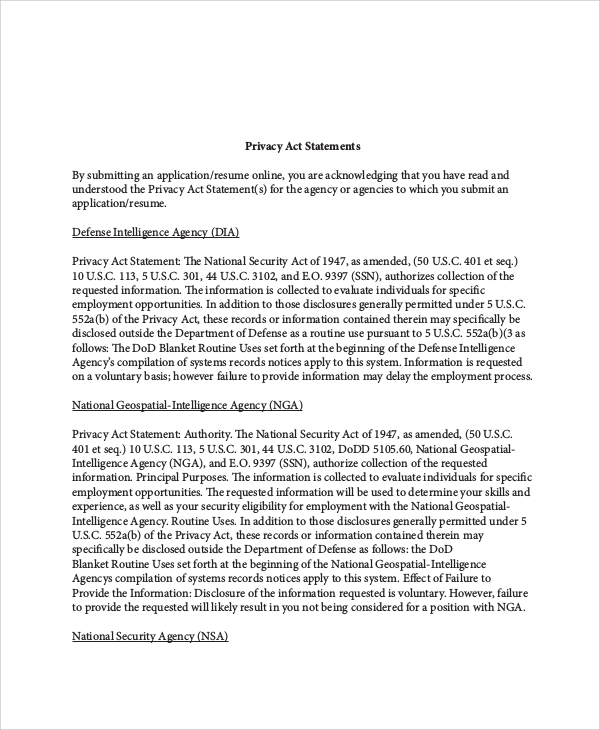 Privacy Act Statements
By submitting an application/resume online, you are acknowledging that you have read and
understood the Privacy Act Statement(s) for the agency or agencies to which you submit an
application/resume.
Defense Intelligence Agency (DIA)
Privacy Act Statement: The National Security Act of 1947, as amended, (50 U.S.C. 401 et seq.)
10 U.S.C. 113, 5 U.S.C. 301, 44 U.S.C. 3102, and E.O. 9397 (SSN), authorizes collection of the
requested information. The information is collected to evaluate individuals for specific
employment opportunities. In addition to those disclosures generally permitted under 5 U.S.C.
552a(b) of the Privacy Act, these records or information contained therein may specifically be
disclosed outside the Department of Defense as a routine use pursuant to 5 U.S.C. 552a(b)(3 as
follows: The DoD Blanket Routine Uses set forth at the beginning of the Defense Intelligence
Agency's compilation of systems records notices apply to this system. Information is requested
on a voluntary basis; however failure to provide information may delay the employment process.
National Geospatial-Intelligence Agency (NGA)
Privacy Act Statement: Authority. The National Security Act of 1947, as amended, (50 U.S.C.
401 et seq.) 10 U.S.C. 113, 5 U.S.C. 301, 44 U.S.C. 3102, DoDD 5105.60, National Geospatial-
Intelligence Agency (NGA), and E.O. 9397 (SSN), authorize collection of the requested
information. Principal Purposes. The information is collected to evaluate individuals for specific
employment opportunities. The requested information will be used to determine your skills and
experience, as well as your security eligibility for employment with the National Geospatial-
Intelligence Agency. Routine Uses. In addition to those disclosures generally permitted under 5
U.S.C. 552a(b) of the Privacy Act, these records or information contained therein may
specifically be disclosed outside the Department of Defense as follows: the DoD
Blanket Routine Uses set forth at the beginning of the National Geospatial-Intelligence
Agencys compilation of systems records notices apply to this system. Effect of Failure to
Provide the Information: Disclosure of the information requested is voluntary. However, failure
to provide the requested will likely result in you not being considered for a position with NGA.
National Security Agency (NSA)